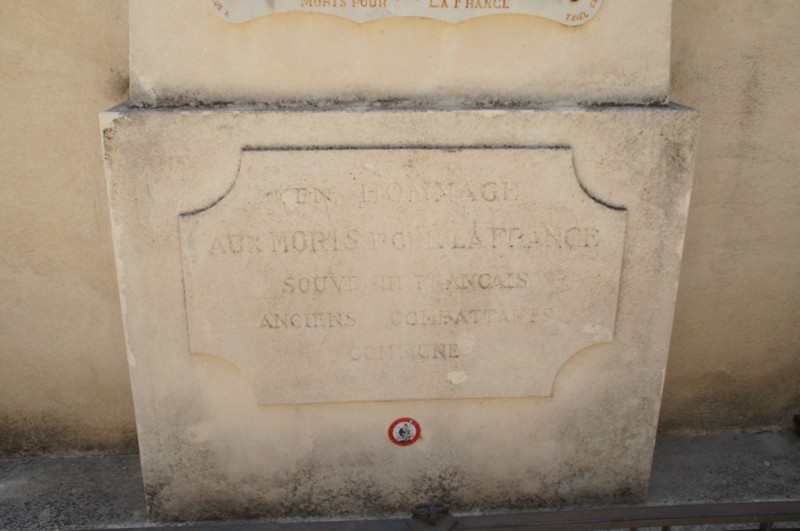 MORTS POUR LA FRANCE
EN HOMMAGE
AUX MORTS POUR LA FRANCE
SOUVENIR FRANCAIS
ANCIENS COMBATTANTS
COMMUNE